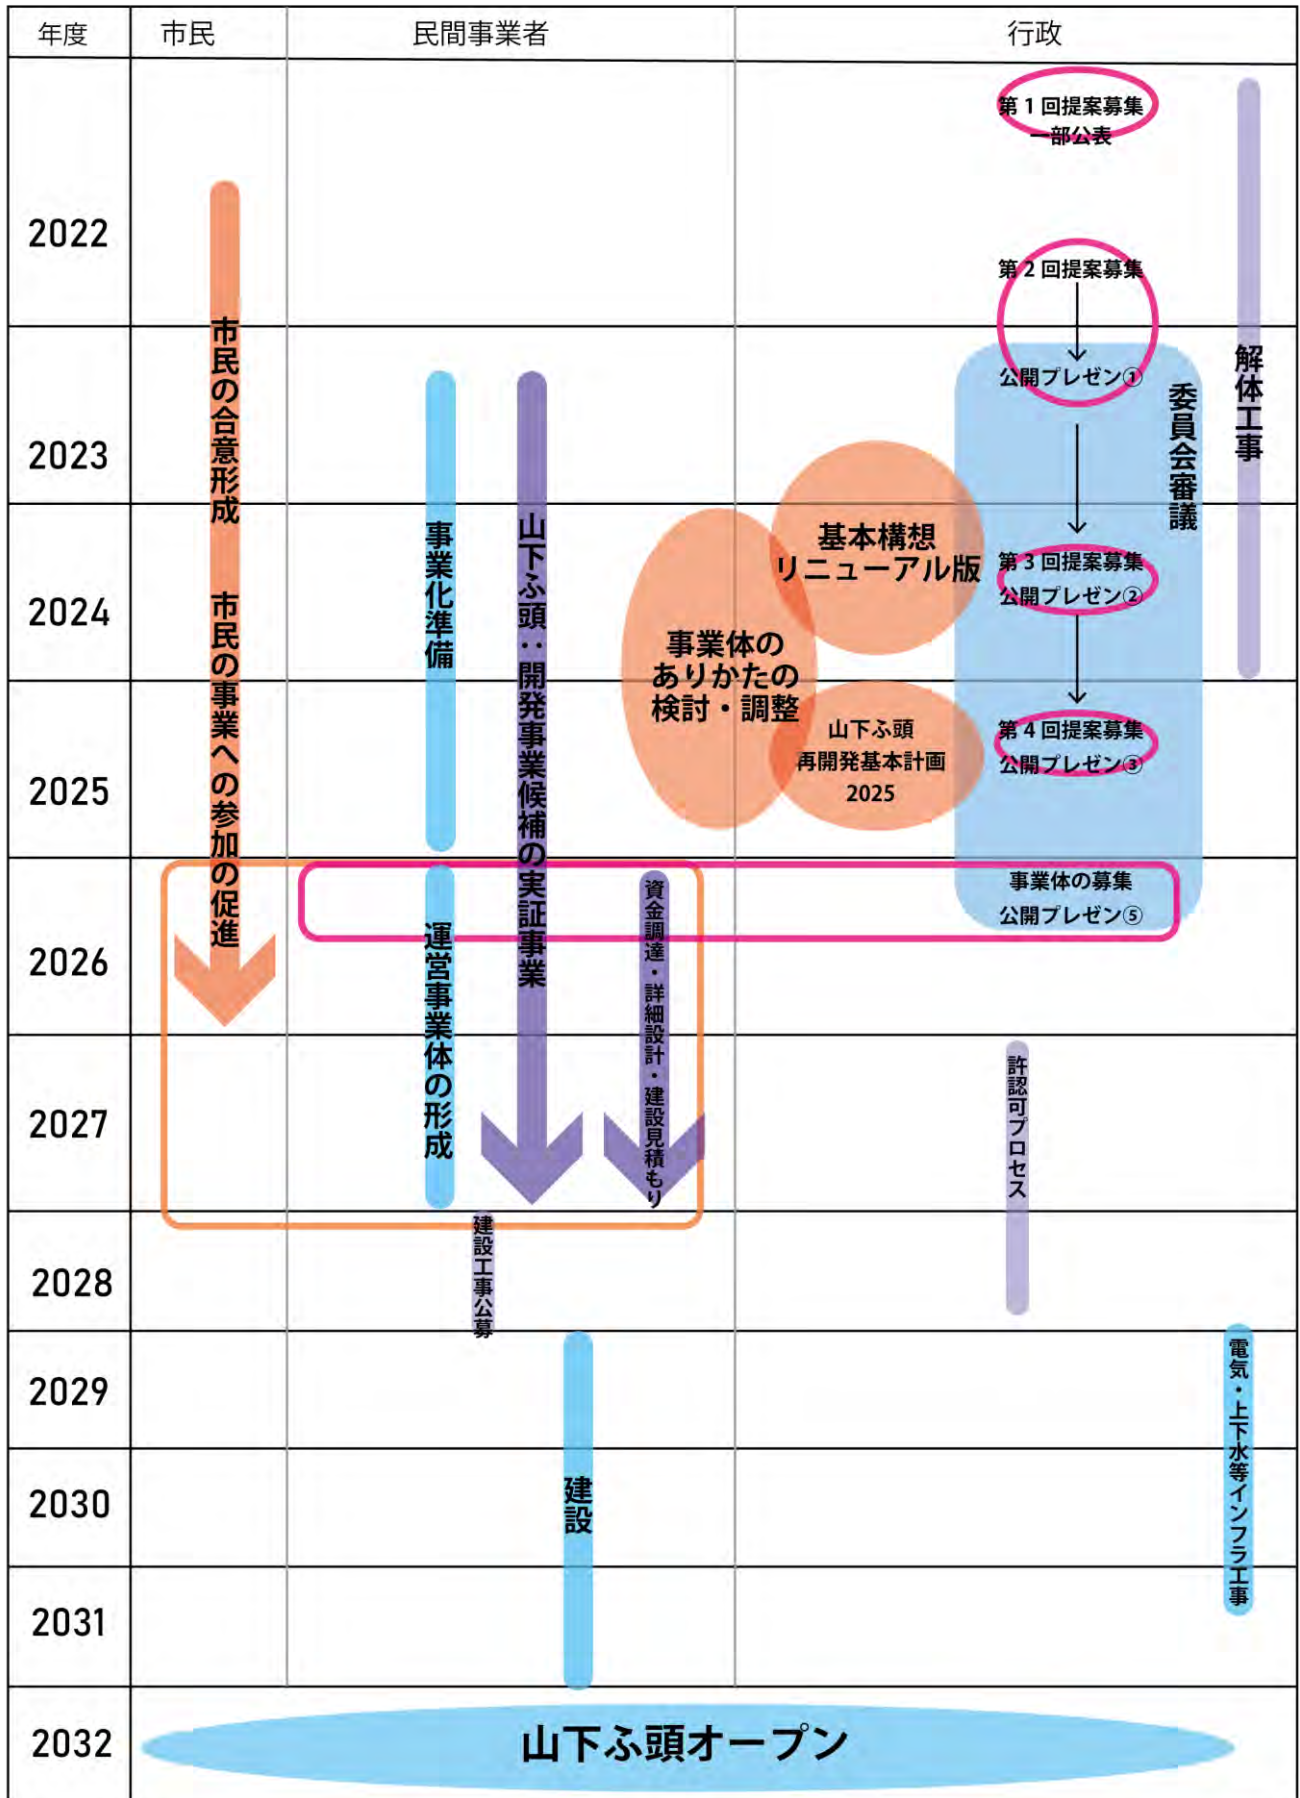 年度
市民
民間事業者
行政
2022
2023
2024
2025
2026
2027
2028
2029
2030
2031
2032
市民の合意形成
市民の事業への参加の促進
事業化準備
運営事業体の形成
山下ふ頭：開発事業候補の実証事業
資金調達・詳細設計・建設見積もり
建設工事公募
建設
事業体の
ありかたの
検討・調整
基本構想
リニューアル版
山下ふ頭
再開発基本計画
2025
第1回提案募集
一部公表
第2回提案募集
公開プレゼン①
第3回提案募集
公開プレゼン②
第4回提案募集
公開プレゼン③
事業体の募集
公開プレゼン⑤
委員会審議
解体工事
許認可プロセス
電気・上下水等インフラ工事
山下ふ頭オープン